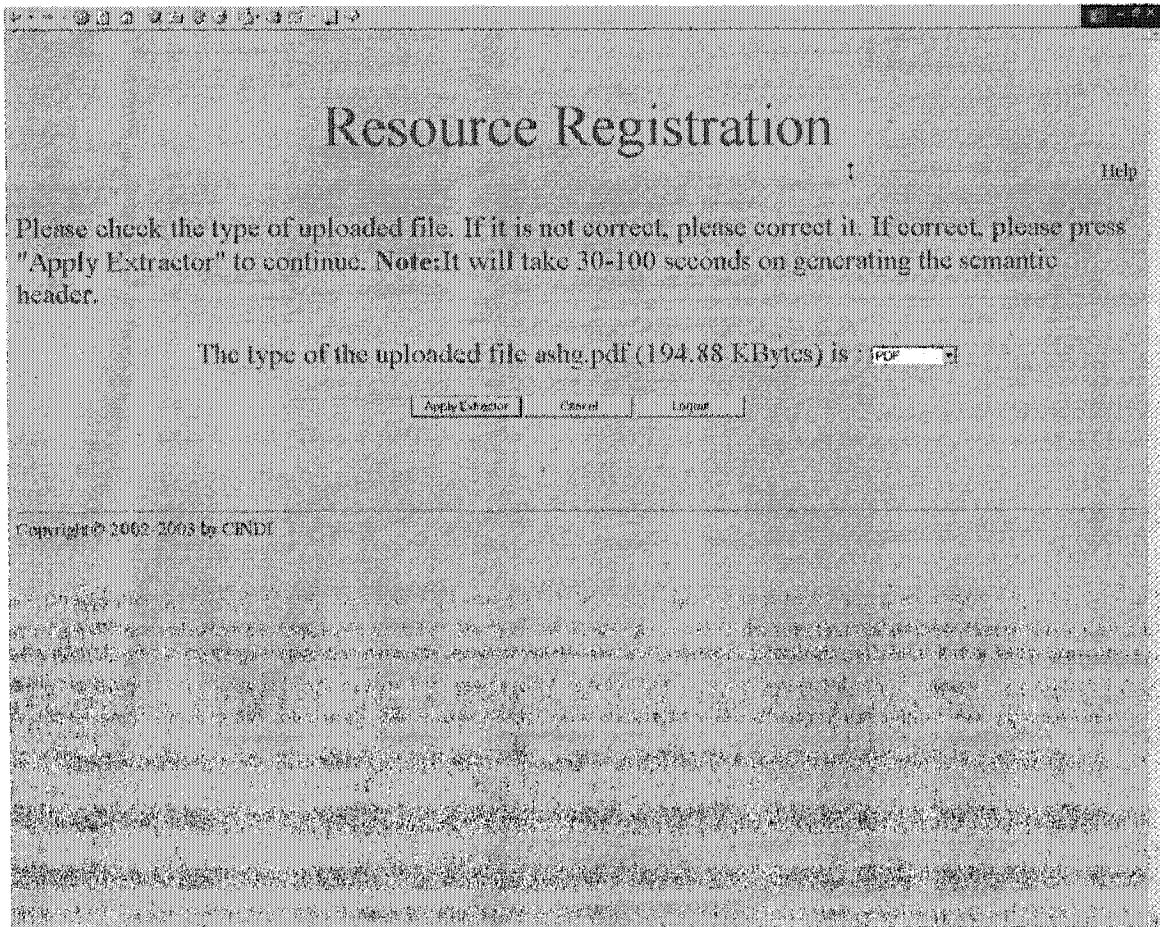 Resource Registration
Help
Please check the type of uploaded file. If it is not correct, please correct it. If correct, please press
"Apply Extractor" to continue. Note:It will take 30-100 seconds on generating the semantic
header.
The type of the uploaded file ashg.pdf (194.88 KBytes) is : PDF
Apply Extractor Cancel Logout
Copyright© 2002-2003 by CINDI